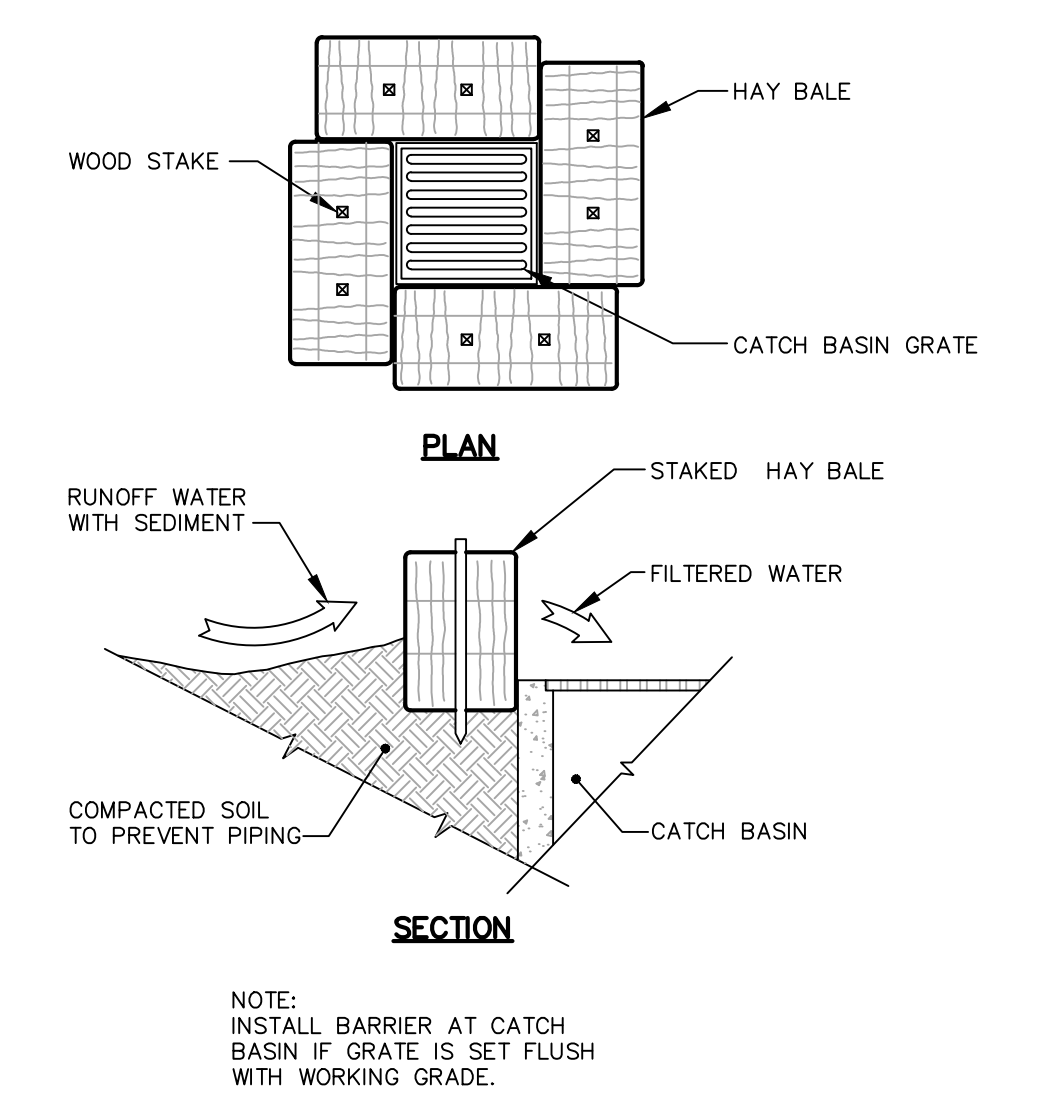 HAY BALE
WOOD STAKE
CATCH BASIN GRATE
PLAN
STAKED HAY BALE
RUNOFF WATER
WITH SEDIMENT
FILTERED WATER
COMPACTED SOIL
TO PREVENT PIPING
CATCH BASIN
SECTION
NOTE:
INSTALL BARRIER AT CATCH
BASIN IF GRATE IS SET FLUSH
WITH WORKING GRADE.